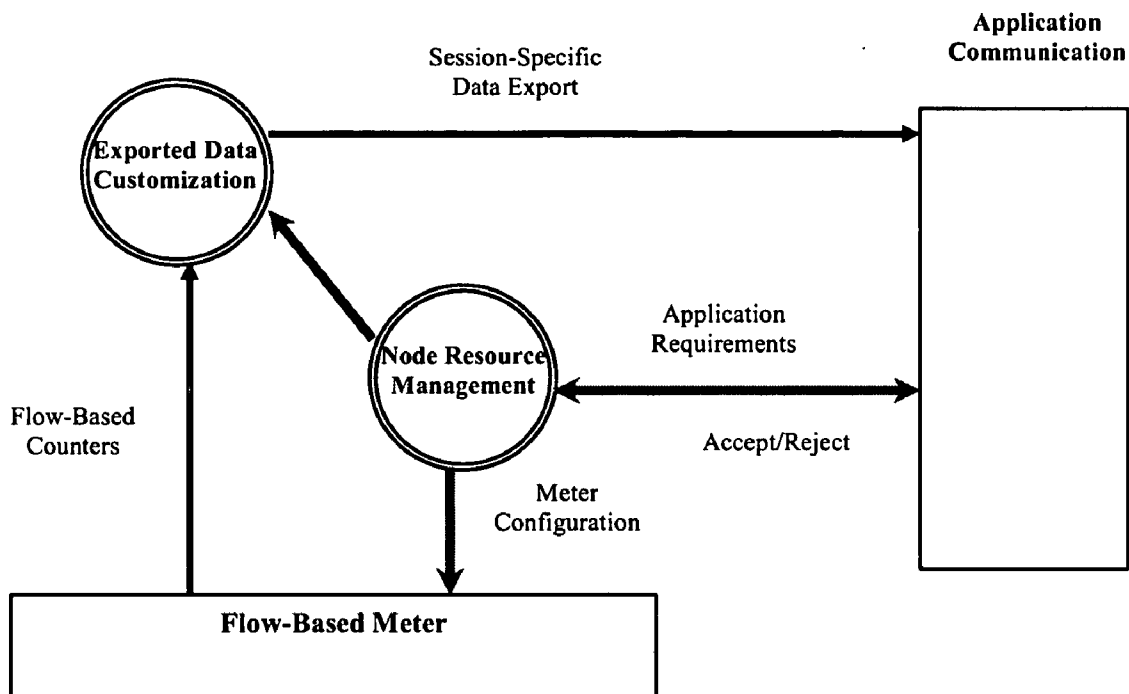 Application
Communication
Session-Specific
Data Export
Exported Data
Customization
Application
Requirements
Node Resource
Management
Flow-Based
Counters
Accept/Reject
Meter
Configuration
Flow-Based Meter